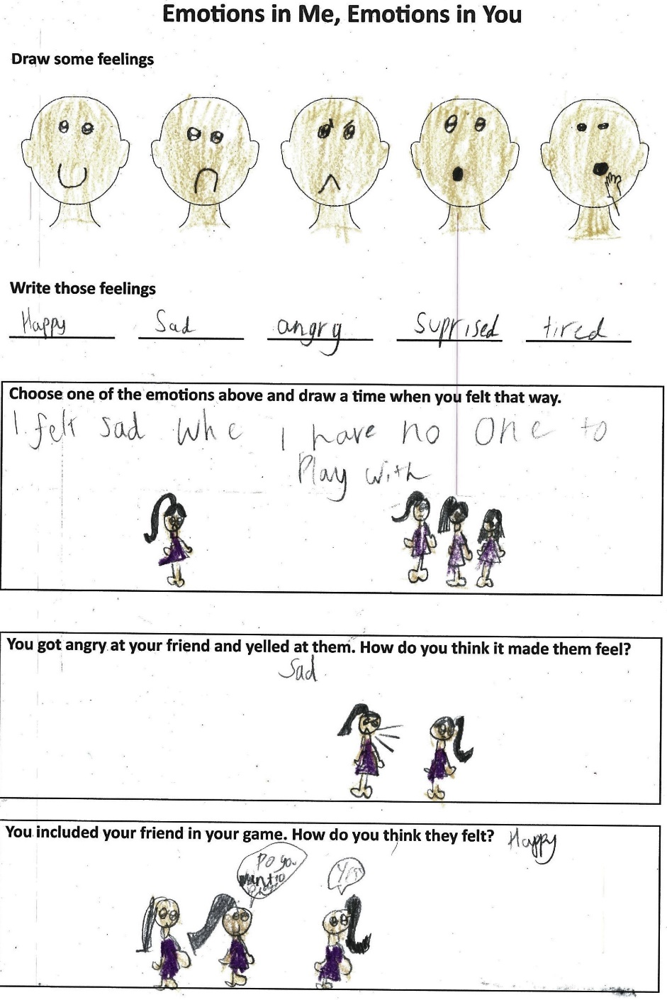 Emotions in Me, Emotions in You
Draw some feelings
Write those feelings
Happy Sad angry Suprised tired
Choose one of the emotions above and draw a time when you felt that way.
I felt sad Whe I have no one to
Play with
You got angry at your friend and yelled at them. How do you think it made them feel?
Sad
You included your friend in your game. How do you think they felt? Happy
Do you
want to
Yes